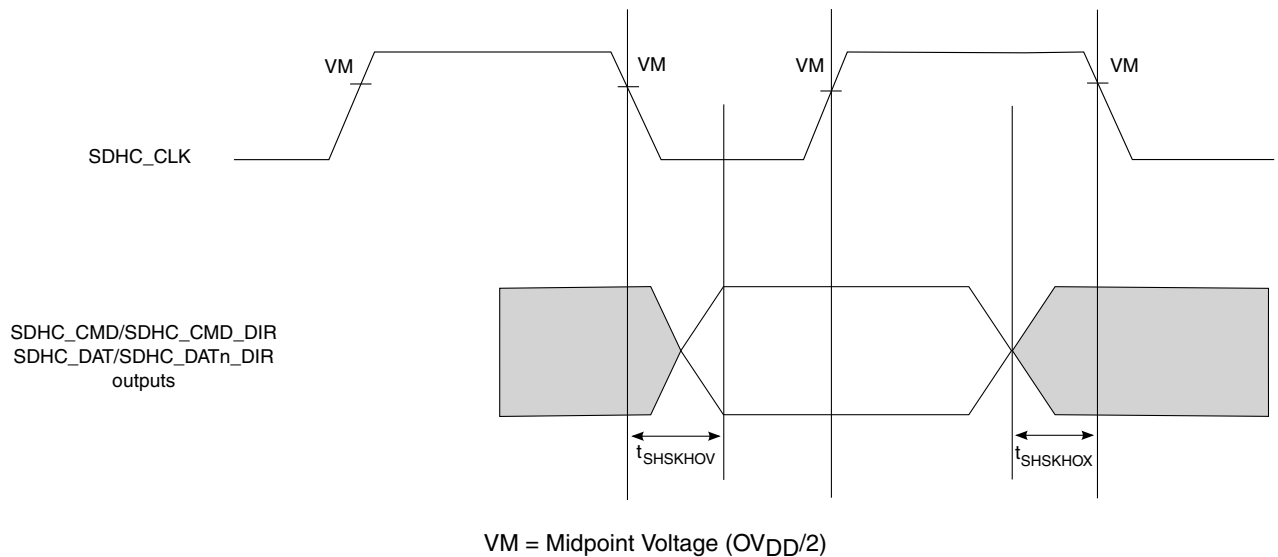 VM
VM
VM
VM
SDHC_CLK
SDHC_CMD/SDHC_CMD_DIR
SDHC_DAT/SDHC_DATn_DIR
outputs
tSHSKHOV
tSHSKHOX
VM = Midpoint Voltage (OVDD/2)